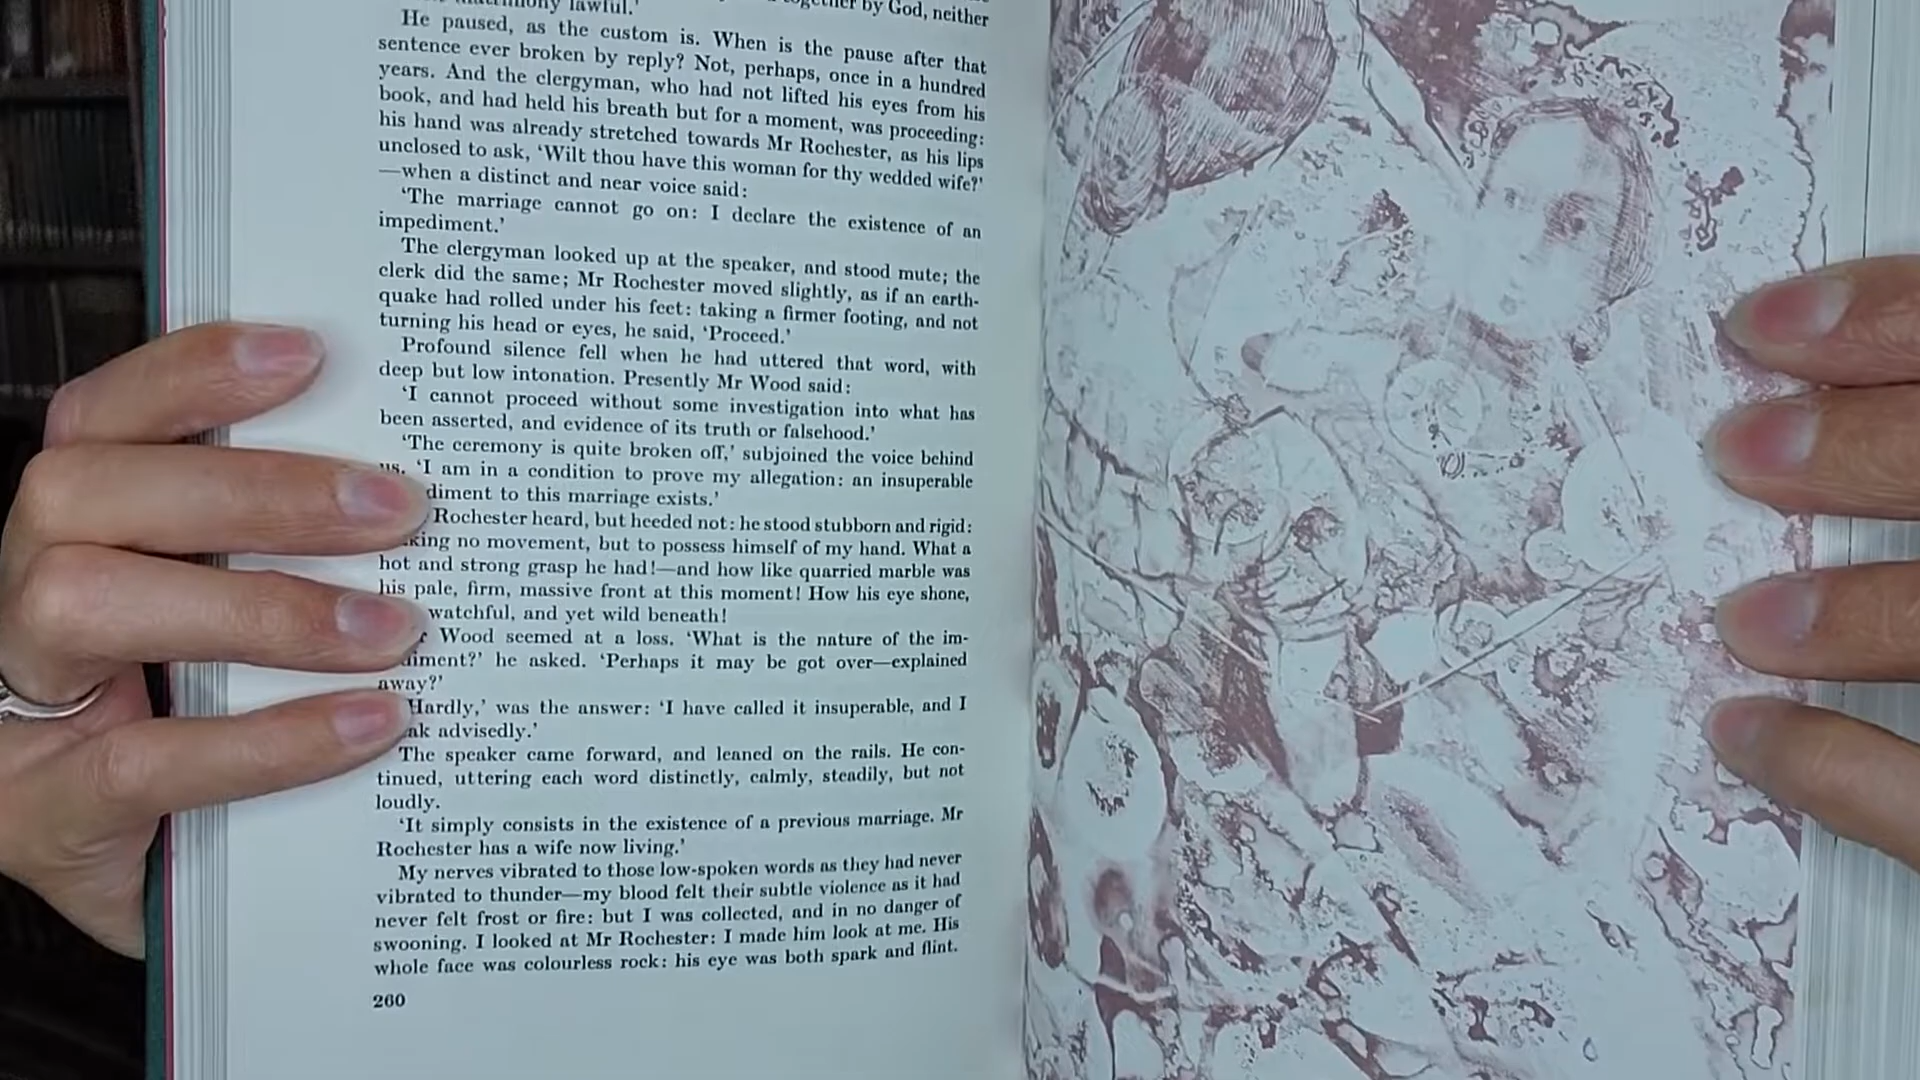 matrimony lawful.' together by God, neither
He paused, as the custom is. When is the pause after that
sentence ever broken by reply? Not, perhaps, once in a hundred
years. And the clergyman, who had not lifted his eyes from his
book, and had held his breath but for a moment, was proceeding:
his hand was already stretched towards Mr Rochester, as his lips
unclosed to ask, ‘Wilt thou have this woman for thy wedded wife?’
—when a distinct and near voice said:
‘The marriage cannot go on: I declare the existence of an
impediment.’
The clergyman looked up at the speaker, and stood mute; the
clerk did the same; Mr Rochester moved slightly, as if an earth-
quake had rolled under his feet: taking a firmer footing, and not
turning his head or eyes, he said, ‘Proceed.’
Profound silence fell when he had uttered that word, with
deep but low intonation. Presently Mr Wood said:
‘I cannot proceed without some investigation into what has
been asserted, and evidence of its truth or falsehood.’
‘The ceremony is quite broken off,’ subjoined the voice behind
us. ‘I am in a condition to prove my allegation: an insuperable
diment to this marriage exists.’
Rochester heard, but heeded not: he stood stubborn and rigid:
king no movement, but to possess himself of my hand. What a
hot and strong grasp he had!—and how like quarried marble was
his pale, firm, massive front at this moment! How his eye shone,
watchful, and yet wild beneath!
r Wood seemed at a loss. ‘What is the nature of the im-
diment?’ he asked. ‘Perhaps it may be got over—explained
away?’
Hardly,’ was the answer: ‘I have called it insuperable, and I
ak advisedly.’
The speaker came forward, and leaned on the rails. He con-
tinued, uttering each word distinctly, calmly, steadily, but not
loudly.
‘It simply consists in the existence of a previous marriage. Mr
Rochester has a wife now living.’
My nerves vibrated to those low-spoken words as they had never
vibrated to thunder—my blood felt their subtle violence as it had
never felt frost or fire: but I was collected, and in no danger of
swooning. I looked at Mr Rochester: I made him look at me. His
whole face was colourless rock: his eye was both spark and flint.
260